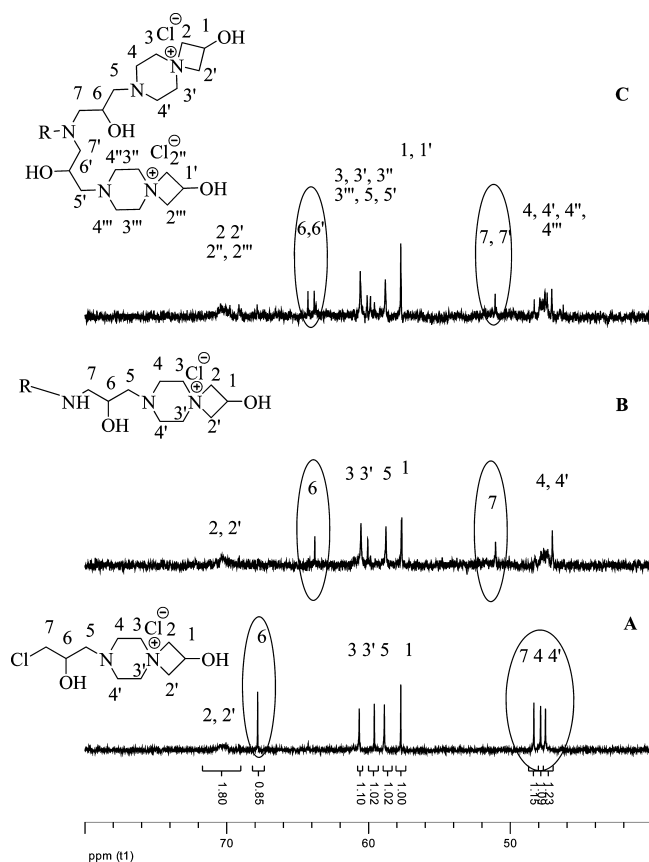 3 Cl⊖ 2 1 OH
4
5 N N⊕ 2'
7 6 4' 3'
R N OH
7' Cl⊖ 2''
HO 6' 4'' 3'' 1'
5' N N⊕ OH
4''' 3''' 2'''
C
1, 1'
3, 3', 3''
3''', 5, 5'
6,6'
7, 7'
4, 4', 4'',
4'''
2 2'
2'', 2'''
B
R 7 5 4 3 Cl⊖ 2
NH 6 N N⊕ 1 OH
OH 4' 3' 2'
2, 2'
6
3 3' 5 1
7
4, 4'
A
7 5 4 3 Cl⊖ 2 1
Cl 6 N N⊕ OH
OH 4' 3' 2'
2, 2'
6
3 3' 5 1
7 4 4'
1.80 0.85 1.10 1.02 1.02 1.00 1.15 1.23
70 60 50
ppm (t1)